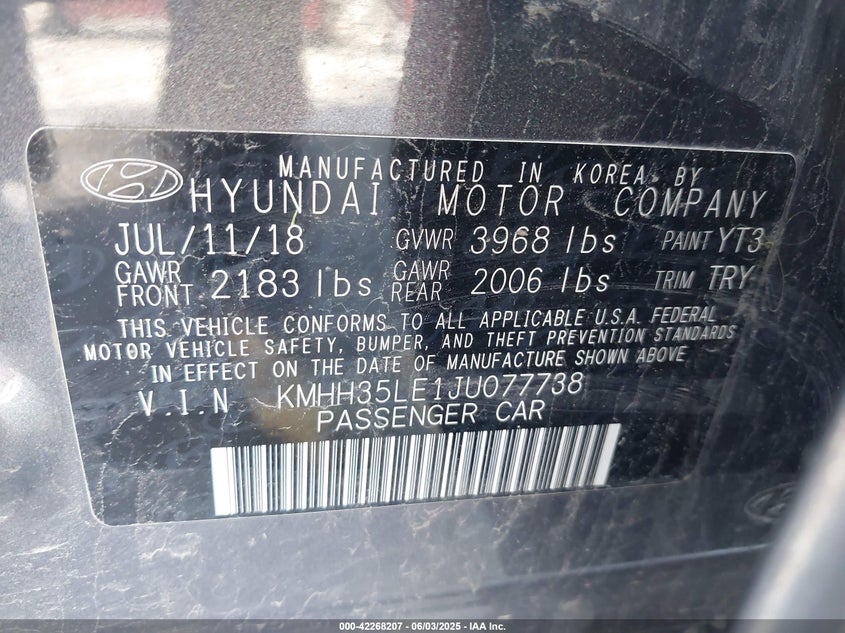 MANUFACTURED IN KOREA BY
HYUNDAI MOTOR COMPANY
JUL/11/18 GVWR 3968 lbs PAINT YT3
GAWR FRONT 2183 lbs GAWR REAR 2006 lbs TRIM TRY
THIS VEHICLE CONFORMS TO ALL APPLICABLE U.S.A. FEDERAL
MOTOR VEHICLE SAFETY, BUMPER, AND THEFT PREVENTION STANDARDS
IN EFFECT ON THE DATE OF MANUFACTURE SHOWN ABOVE
V.I.N KMHH35LE1JU077738
PASSENGER CAR
000-42268207 - 06/03/2025 - IAA Inc.